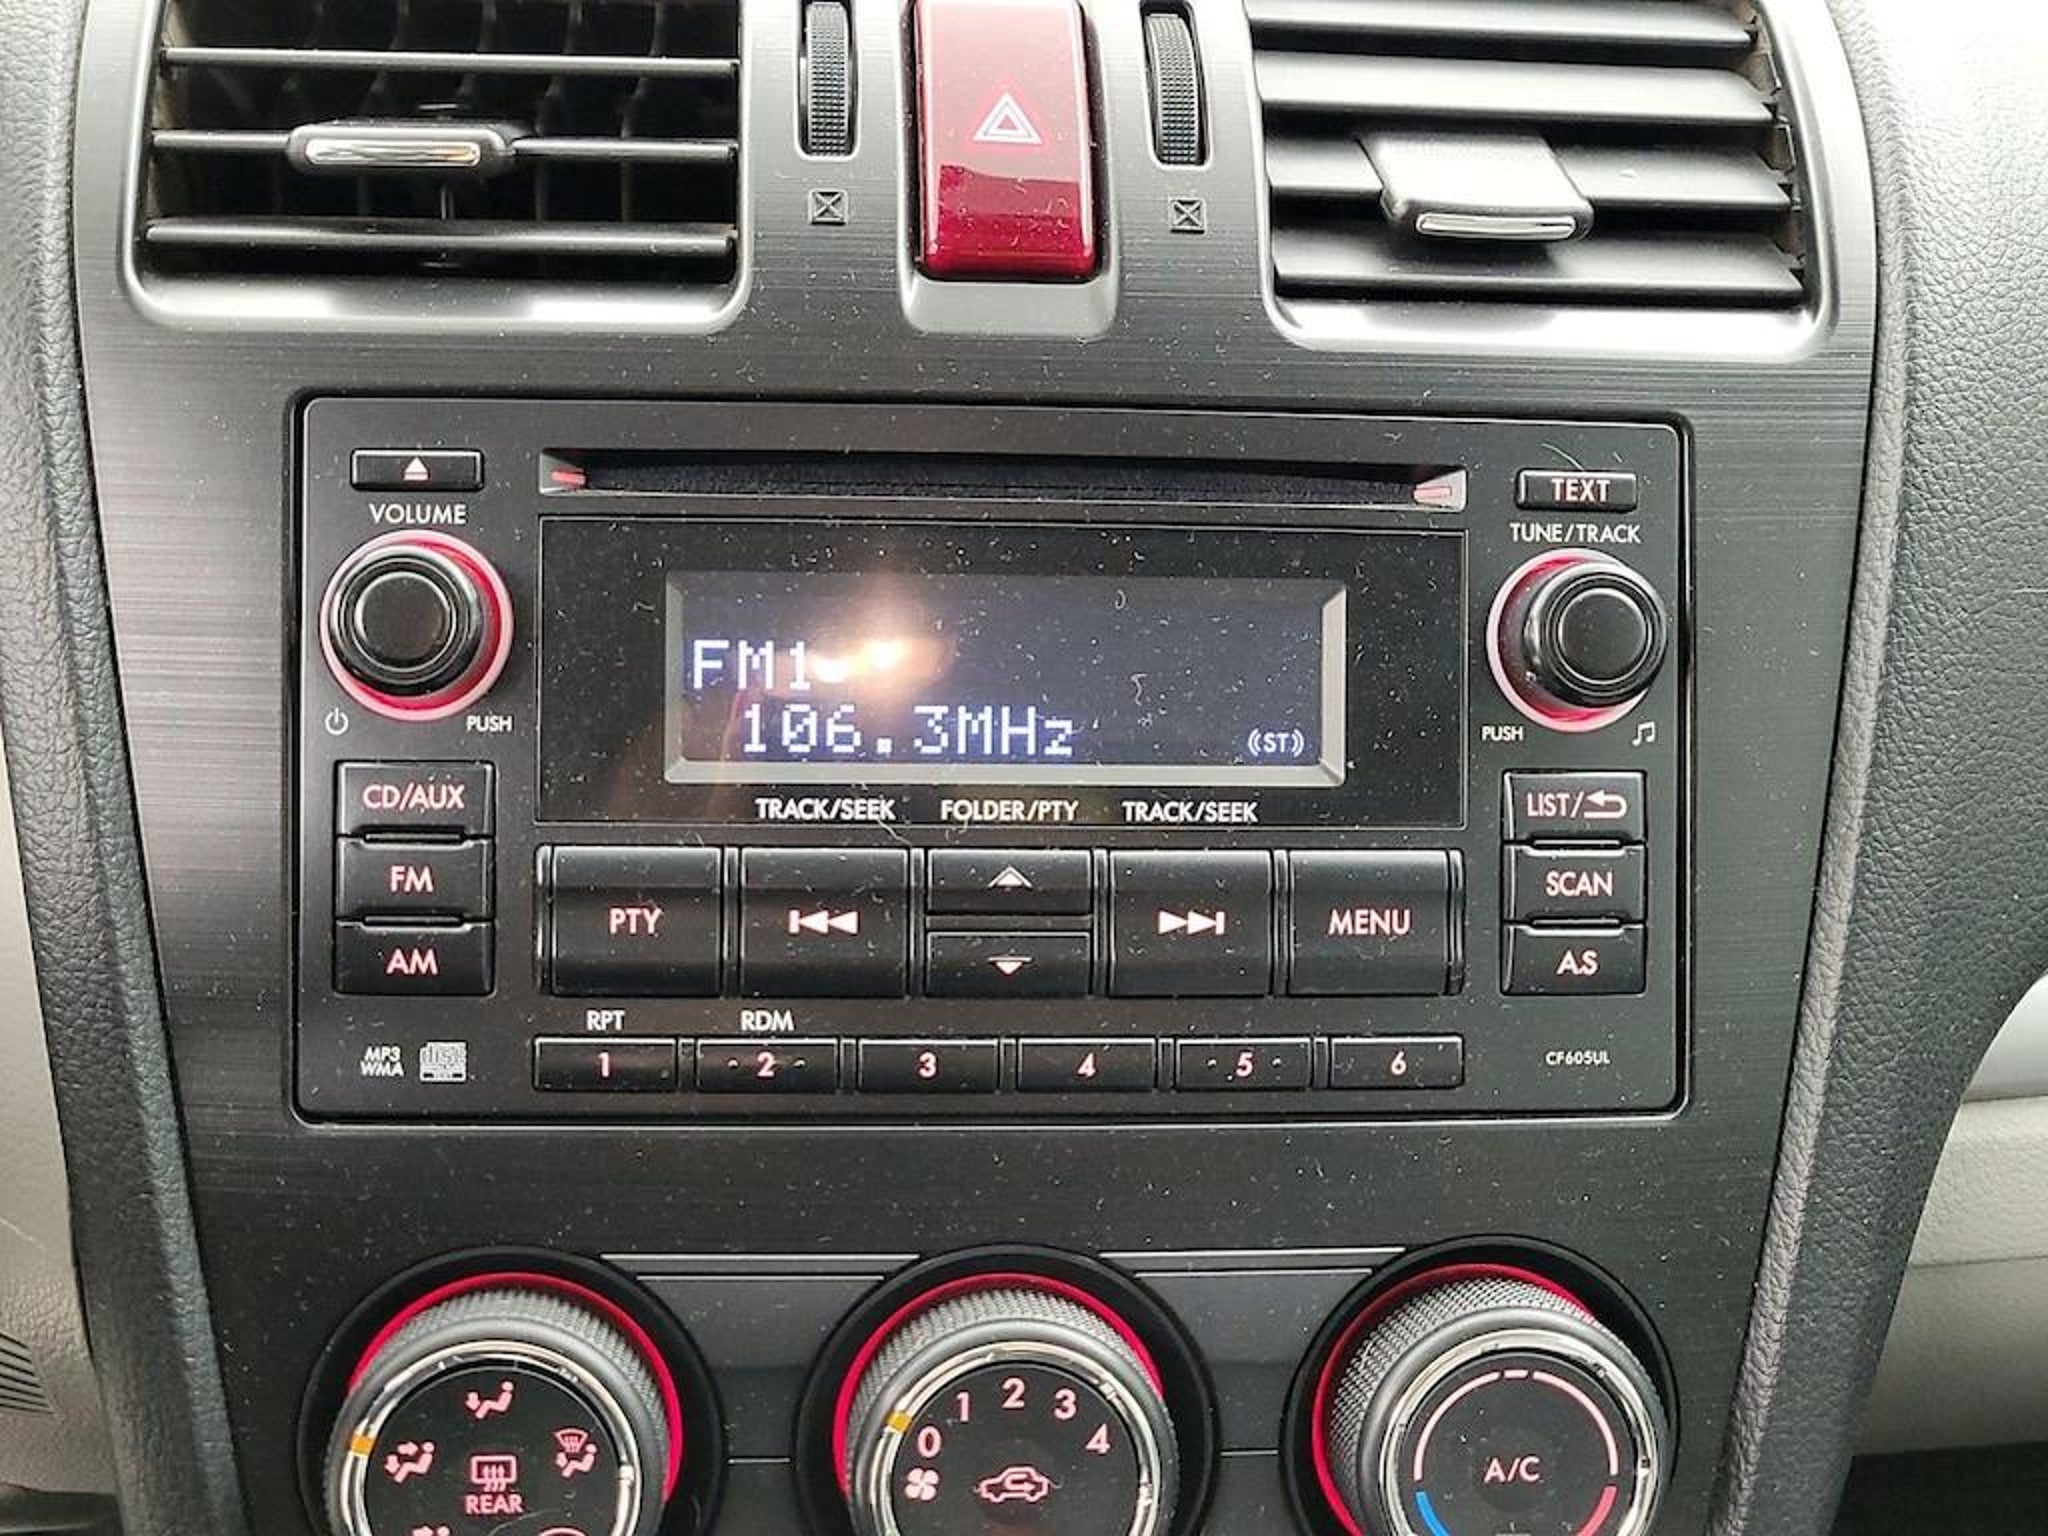 TEXT
VOLUME
TUNE/TRACK
FM1
106.3MHz
(ST)
PUSH
PUSH
CD/AUX
TRACK/SEEK
FOLDER/PTY
TRACK/SEEK
LIST/
FM
SCAN
PTY
MENU
AM
AS
RPT
RDM
MP3
WMA
disc
1
2
3
4
5
6
CF605UL
0
1
2
3
4
REAR
A/C